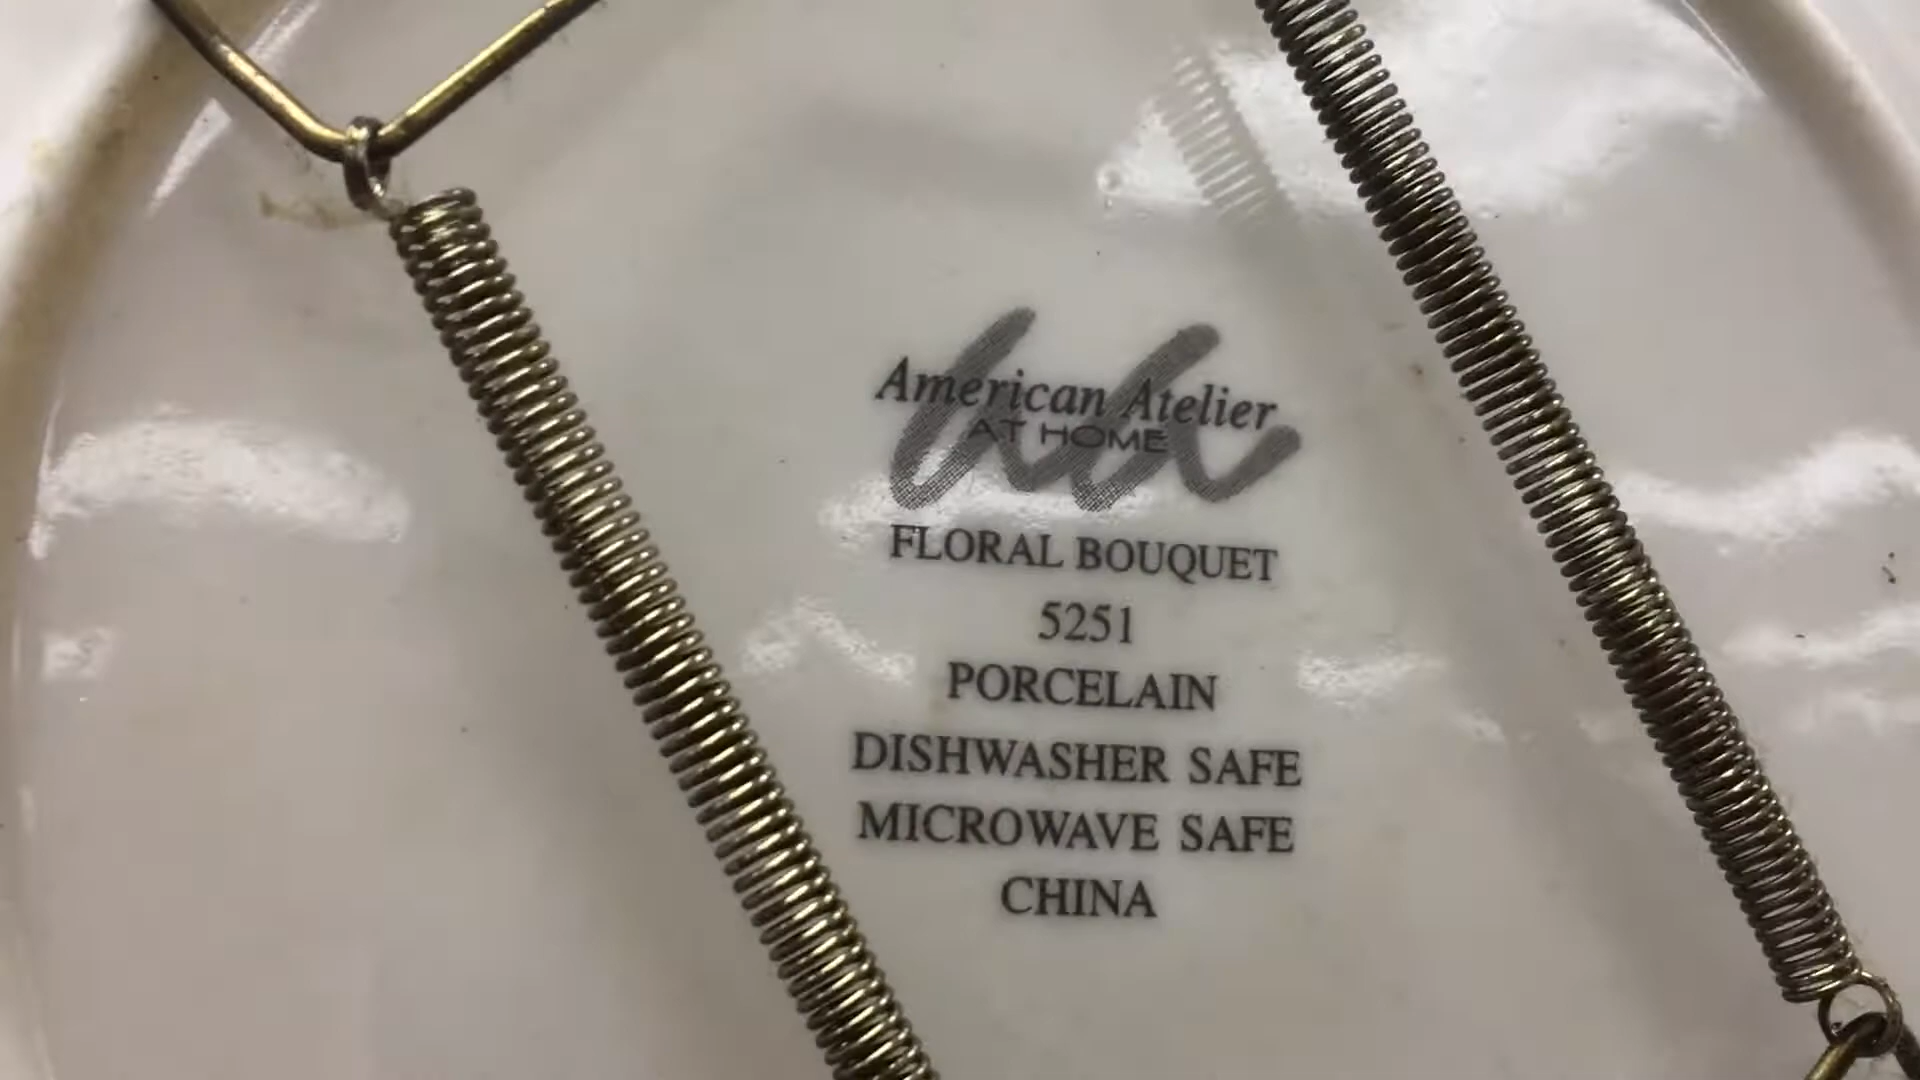 American Atelier
AT HOME
FLORAL BOUQUET
5251
PORCELAIN
DISHWASHER SAFE
MICROWAVE SAFE
CHINA